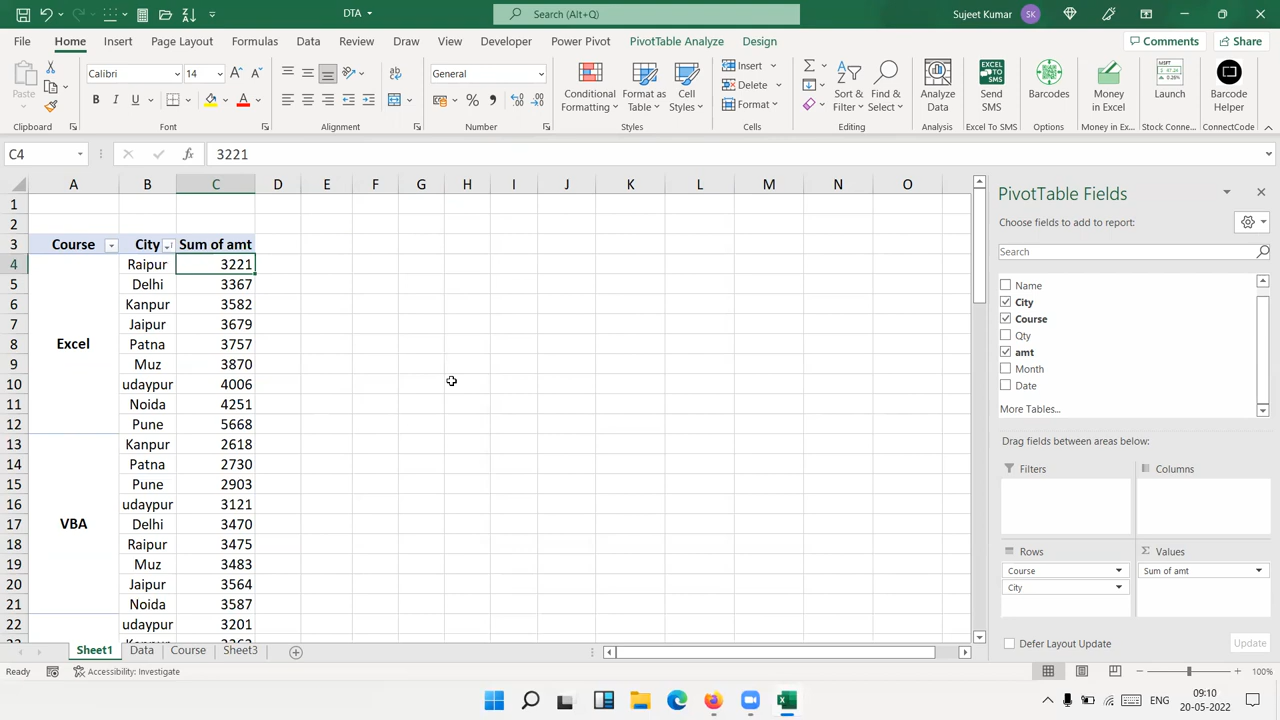 DTA
Search (Alt+Q)
Sujeet Kumar
SK
File Home Insert Page Layout Formulas Data Review View Automate Developer Power Pivot PivotTable Analyze Design
Comments Share
Paste
Calibri 14
B I U
General
Conditional Formatting
Format as Table
Cell Styles
Insert
Delete
Format
Sort & Filter
Find & Select
Analyze Data
Send SMS
Barcodes
Money in Excel
Launch
Barcode Helper
Clipboard Font Alignment Number Styles Cells Editing Analysis Excel To SMS Options Money in Ex... Stock Connec... ConnectCode
C4 fx 3221
A B C D E F G H I J K L M N O
1
2
3 Course City Sum of amt
4 Raipur 3221
5 Delhi 3367
6 Kanpur 3582
7 Jaipur 3679
8 Excel Patna 3757
9 Muz 3870
10 udaypur 4006
11 Noida 4251
12 Pune 5668
13 Kanpur 2618
14 Patna 2730
15 Pune 2903
16 udaypur 3121
17 VBA Delhi 3470
18 Raipur 3475
19 Muz 3483
20 Jaipur 3564
21 Noida 3587
22 udaypur 3201
PivotTable Fields
Choose fields to add to report:
Search
Name
City
Course
Qty
amt
Month
Date
More Tables...
Drag fields between areas below:
Filters Columns
Rows Σ Values
Course Sum of amt
City
Defer Layout Update Update
Sheet1 Data Course Sheet3
Ready Accessibility: Investigate 100%
ENG
09:10
20-05-2022